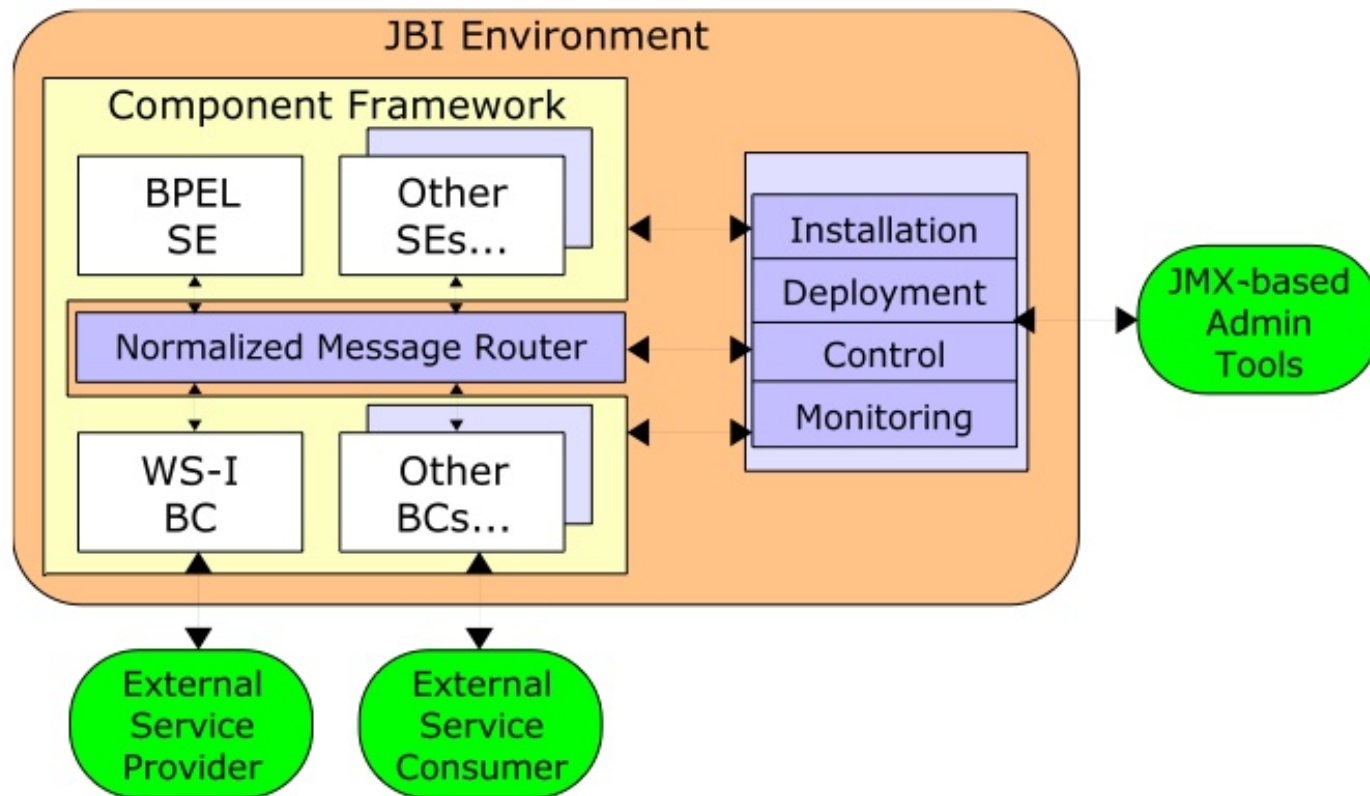 JBI Environment
Component Framework
BPEL
SE
Other
SEs...
Normalized Message Router
WS-I
BC
Other
BCs...
Installation
Deployment
Control
Monitoring
JMX-based
Admin
Tools
External
Service
Provider
External
Service
Consumer